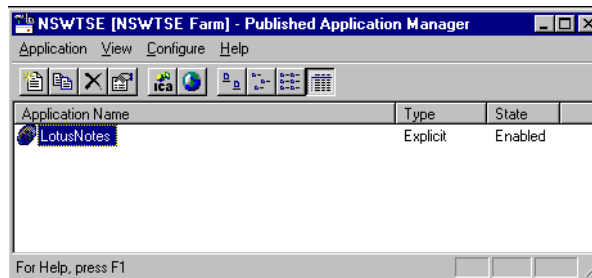 NSWTSE [NSWTSE Farm] - Published Application Manager
Application View Configure Help
ica
Application Name Type State
LotusNotes Explicit Enabled
For Help, press F1